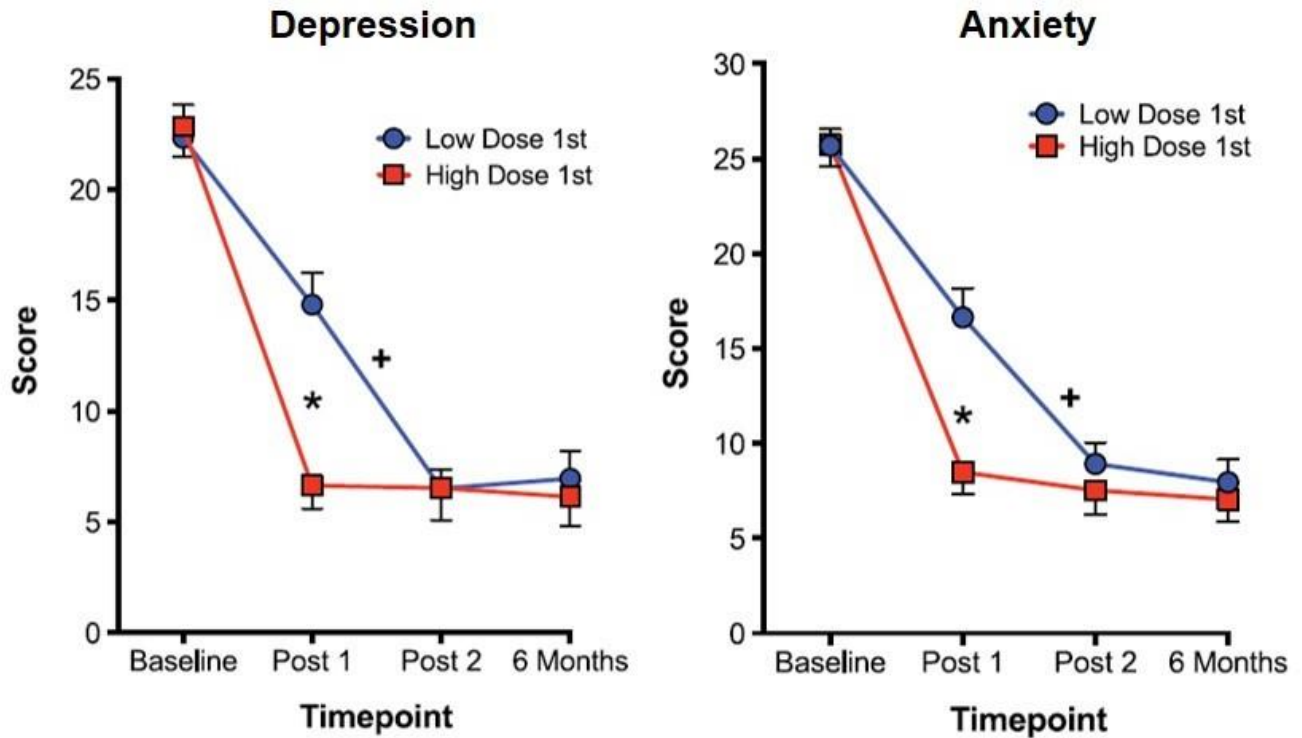 Depression
25
20
15
10
5
0
Score
Low Dose 1st
High Dose 1st
+
*
Baseline Post 1 Post 2 6 Months
Timepoint
Anxiety
30
25
20
15
10
5
0
Score
Low Dose 1st
High Dose 1st
+
*
Baseline Post 1 Post 2 6 Months
Timepoint